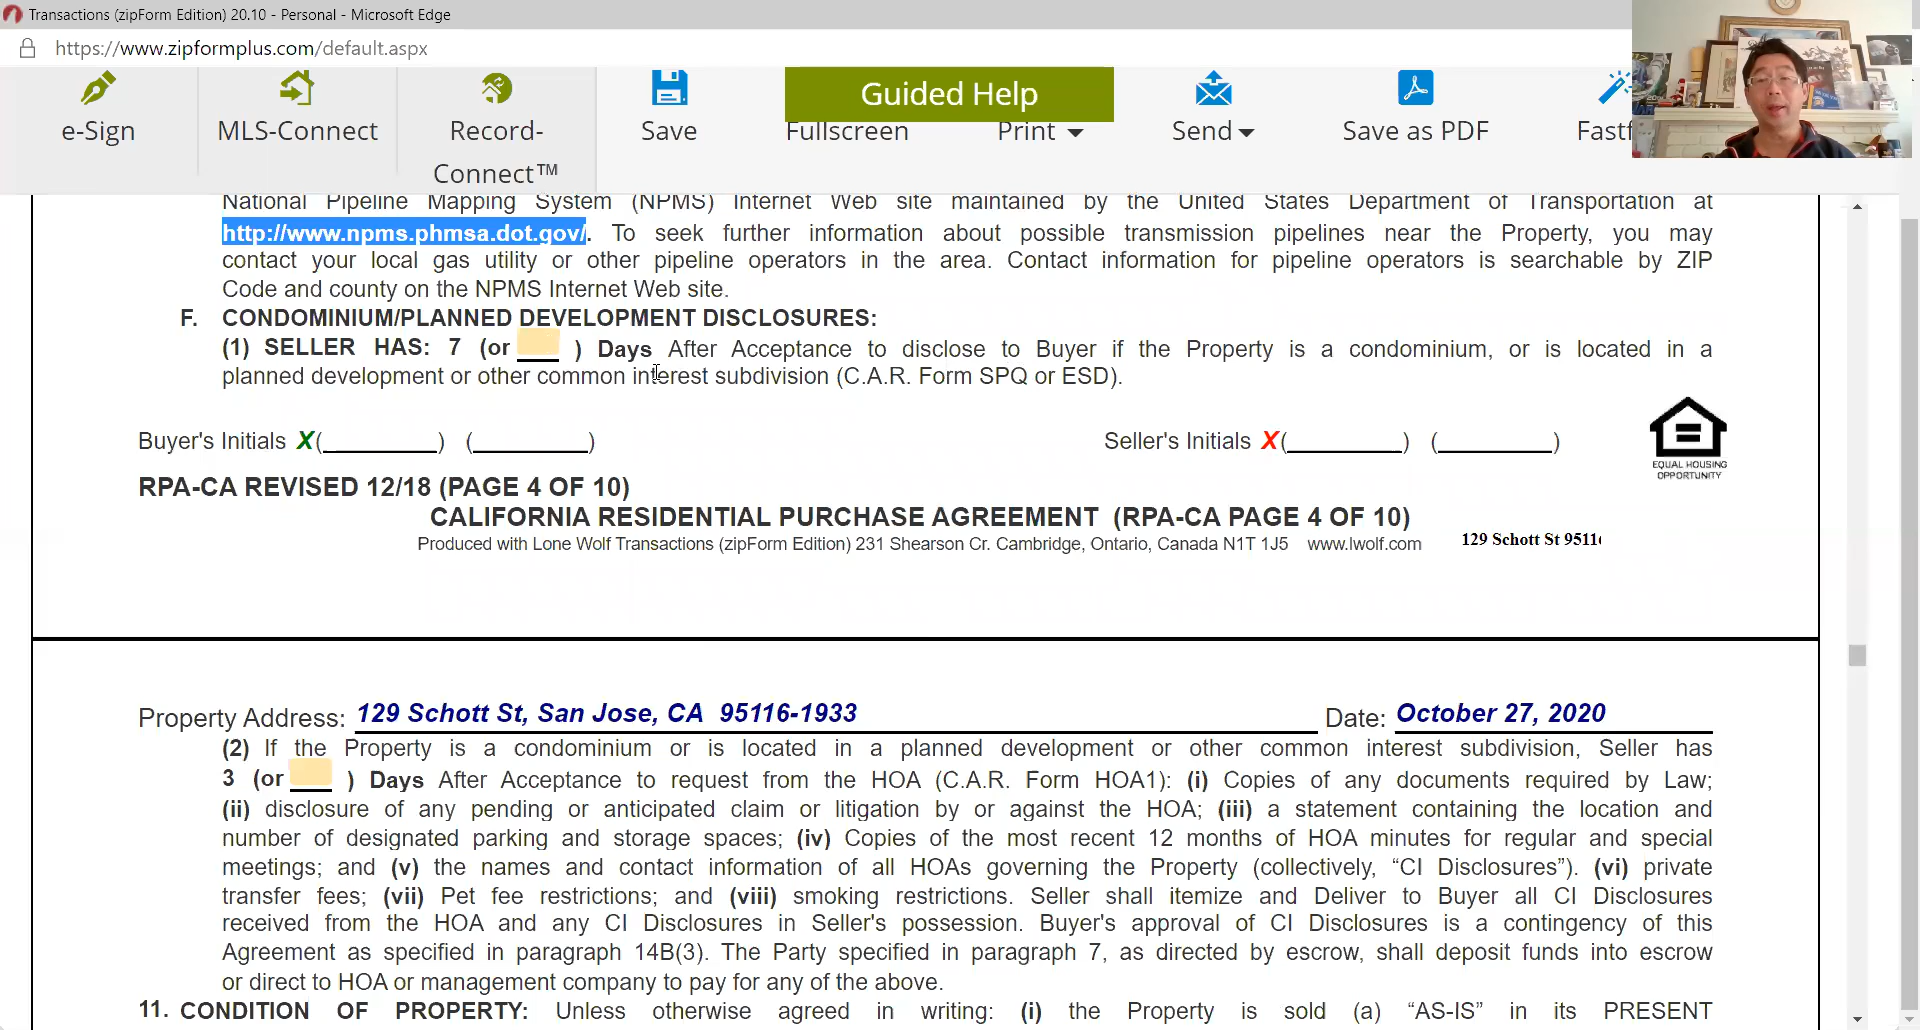 Transactions (zipForm Edition) 20.10 - Personal - Microsoft Edge
https://www.zipformplus.com/default.aspx
e-Sign
MLS-Connect
Record-
Connect™
Save
Guided Help
Fullscreen
Print
Send
Save as PDF
National Pipeline Mapping System (NPMS) Internet Web site maintained by the United States Department of Transportation at
http://www.npms.phmsa.dot.gov/. To seek further information about possible transmission pipelines near the Property, you may
contact your local gas utility or other pipeline operators in the area. Contact information for pipeline operators is searchable by ZIP
Code and county on the NPMS Internet Web site.
F. CONDOMINIUM/PLANNED DEVELOPMENT DISCLOSURES:
(1) SELLER HAS: 7 (or ____ ) Days After Acceptance to disclose to Buyer if the Property is a condominium, or is located in a
planned development or other common interest subdivision (C.A.R. Form SPQ or ESD).
Buyer's Initials X(_________) (_________) Seller's Initials X(_________) (_________)
EQUAL HOUSING
OPPORTUNITY
RPA-CA REVISED 12/18 (PAGE 4 OF 10)
CALIFORNIA RESIDENTIAL PURCHASE AGREEMENT (RPA-CA PAGE 4 OF 10)
Produced with Lone Wolf Transactions (zipForm Edition) 231 Shearson Cr. Cambridge, Ontario, Canada N1T 1J5 www.lwolf.com 129 Schott St
Property Address: 129 Schott St, San Jose, CA 95116-1933 Date: October 27, 2020
(2) If the Property is a condominium or is located in a planned development or other common interest subdivision, Seller has
3 (or ____ ) Days After Acceptance to request from the HOA (C.A.R. Form HOA1): (i) Copies of any documents required by Law;
(ii) disclosure of any pending or anticipated claim or litigation by or against the HOA; (iii) a statement containing the location and
number of designated parking and storage spaces; (iv) Copies of the most recent 12 months of HOA minutes for regular and special
meetings; and (v) the names and contact information of all HOAs governing the Property (collectively, “CI Disclosures”). (vi) private
transfer fees; (vii) Pet fee restrictions; and (viii) smoking restrictions. Seller shall itemize and Deliver to Buyer all CI Disclosures
received from the HOA and any CI Disclosures in Seller's possession. Buyer's approval of CI Disclosures is a contingency of this
Agreement as specified in paragraph 14B(3). The Party specified in paragraph 7, as directed by escrow, shall deposit funds into escrow
or direct to HOA or management company to pay for any of the above.
11. CONDITION OF PROPERTY: Unless otherwise agreed in writing: (i) the Property is sold (a) “AS-IS” in its PRESENT